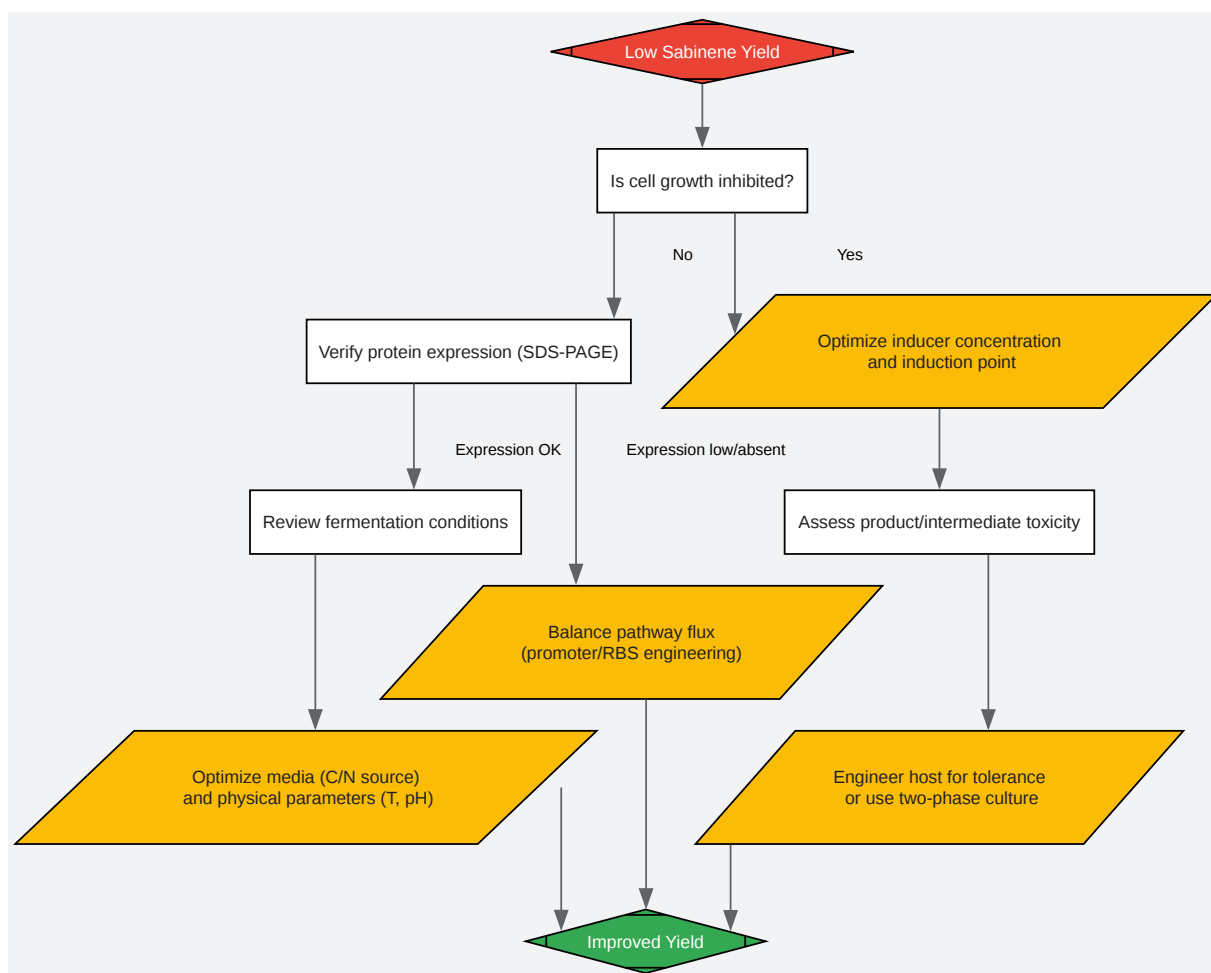 Low Sabinene Yield
Is cell growth inhibited?
No
Yes
Verify protein expression (SDS-PAGE)
Optimize inducer concentration
and induction point
Expression OK
Expression low/absent
Review fermentation conditions
Assess product/intermediate toxicity
Balance pathway flux
(promoter/RBS engineering)
Optimize media (C/N source)
and physical parameters (T, pH)
Engineer host for tolerance
or use two-phase culture
Improved Yield